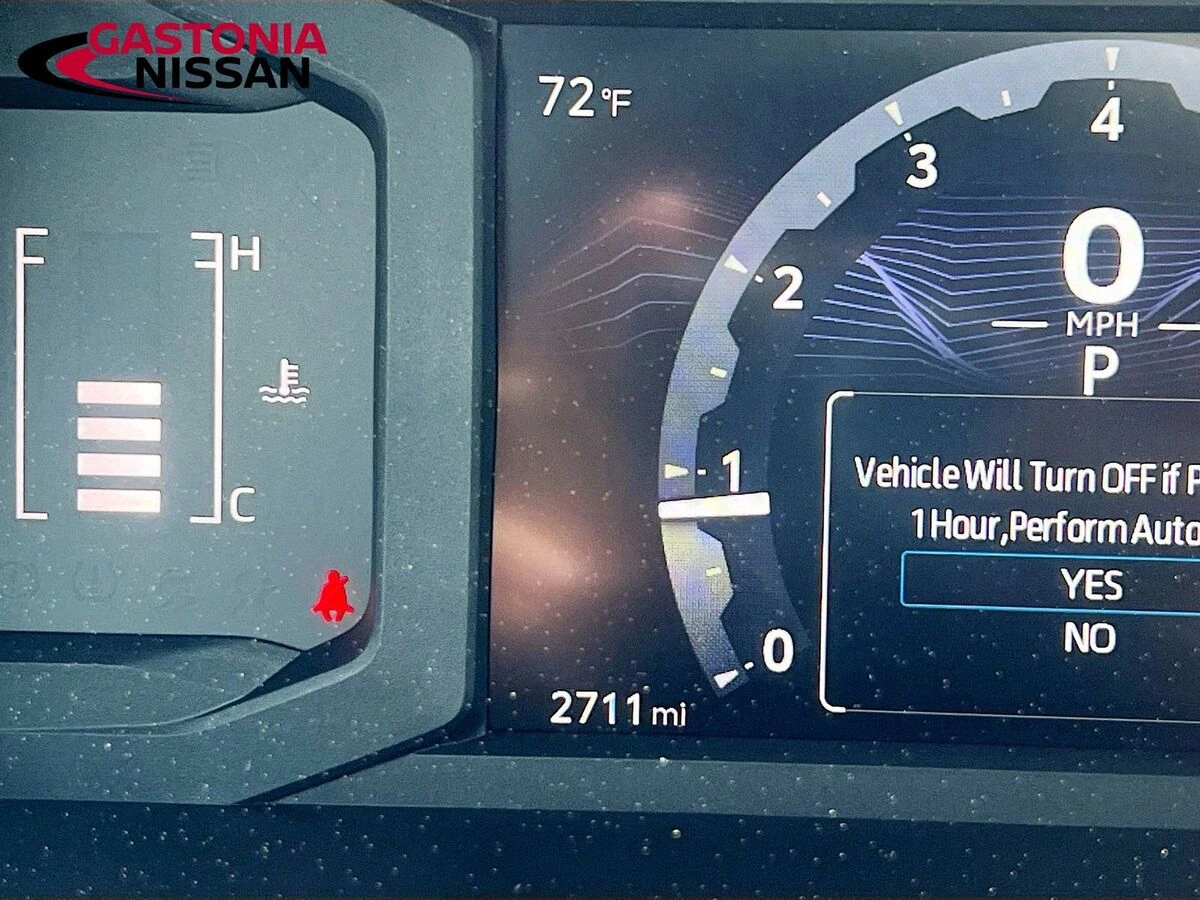 GASTONIA
NISSAN
72°F
F
H
C
4
3
2
1
0
0
MPH
P
Vehicle Will Turn OFF if
1 Hour,Perform Auto
YES
NO
2711 mi